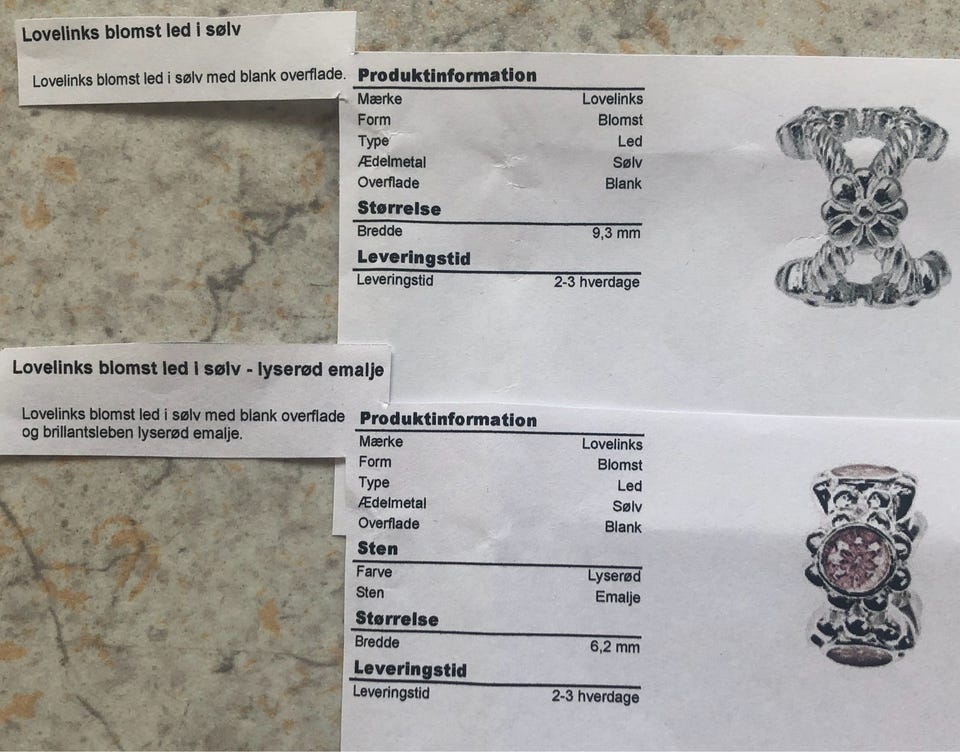 Lovelinks blomst led i sølv
Lovelinks blomst led i sølv med blank overflade.
Produktinformation
Mærke Lovelinks
Form Blomst
Type Led
Ædelmetal Sølv
Overflade Blank
Størrelse
Bredde 9,3 mm
Leveringstid
Leveringstid 2-3 hverdage
Lovelinks blomst led i sølv - lyserød emalje
Lovelinks blomst led i sølv med blank overflade
og brillantsleben lyserød emalje.
Produktinformation
Mærke Lovelinks
Form Blomst
Type Led
Ædelmetal Sølv
Overflade Blank
Sten
Farve Lyserød
Sten Emalje
Størrelse
Bredde 6,2 mm
Leveringstid
Leveringstid 2-3 hverdage